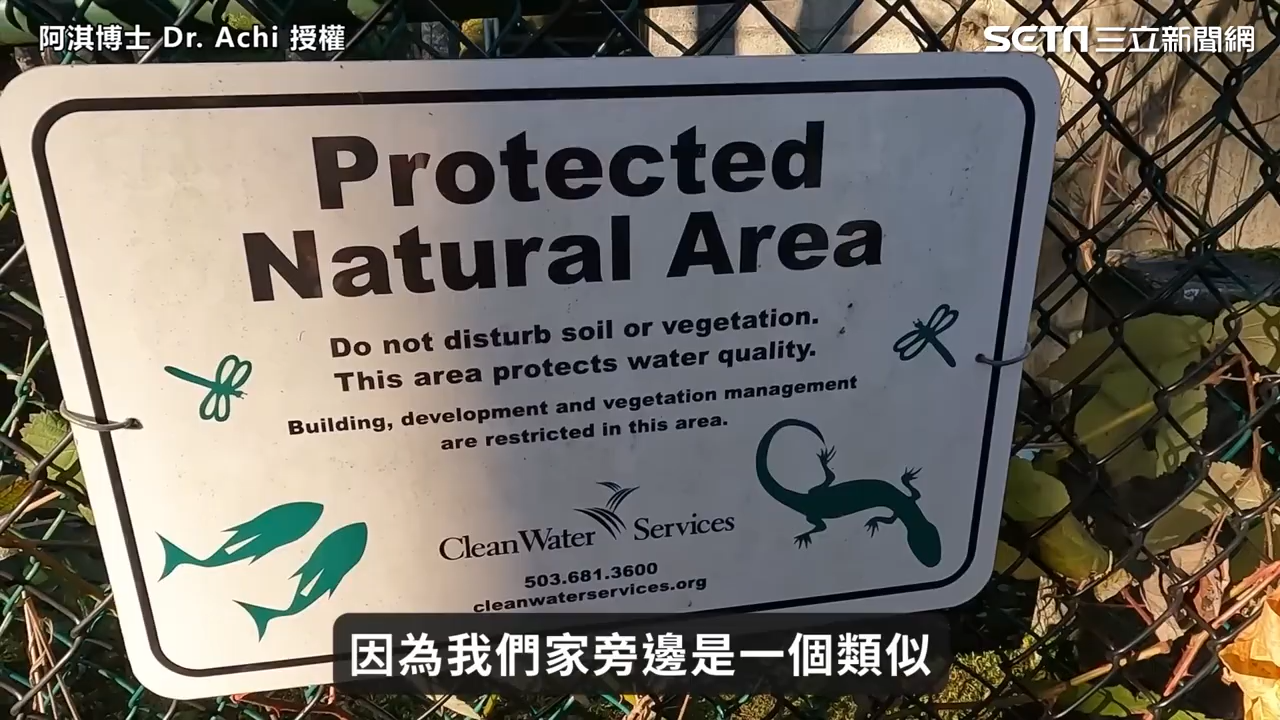 阿淇博士 Dr. Achi 授權
SETN三立新聞網
Protected
Natural Area
Do not disturb soil or vegetation.
This area protects water quality.
Building, development and vegetation management
are restricted in this area.
CleanWater Services
503.681.3600
cleanwaterservices.org
因為我們家旁邊是一個類似